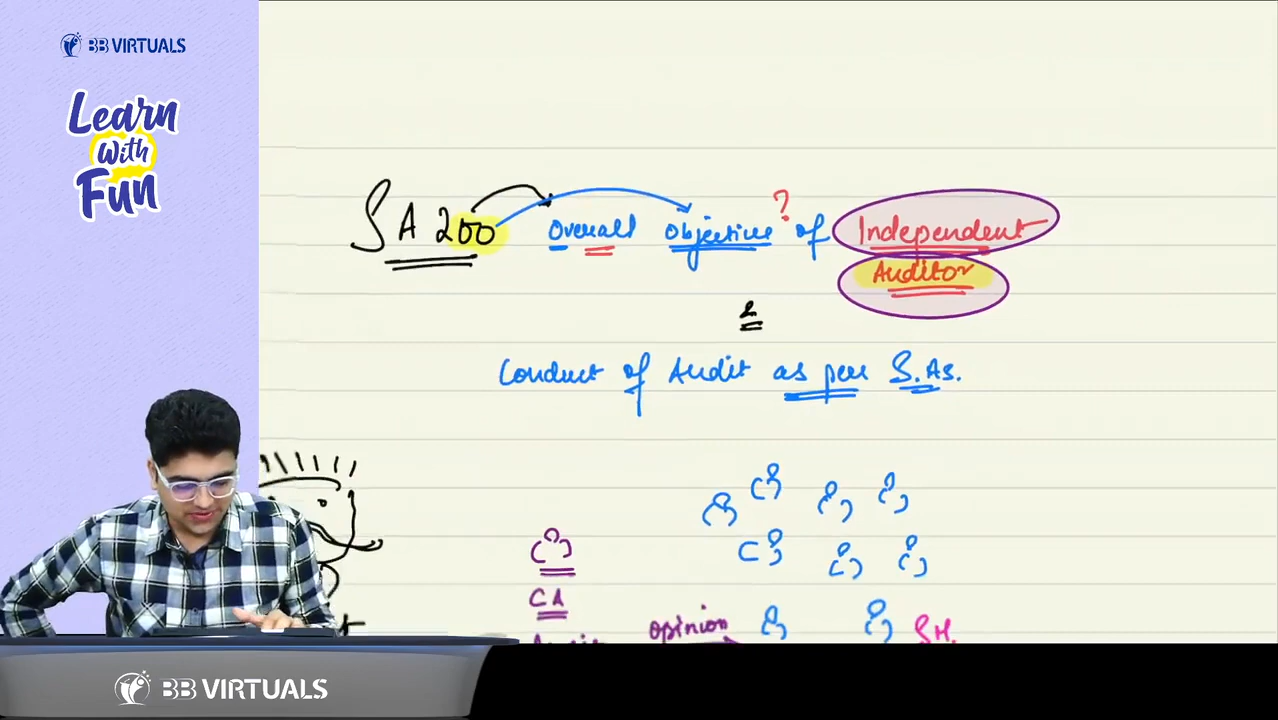 BB VIRTUALS
Learn
With
Fun
SA 200 Overall Objective ? of Independent
Auditor
&
Conduct of Audit as per S.As.
CA
opinion
SH.
BB VIRTUALS